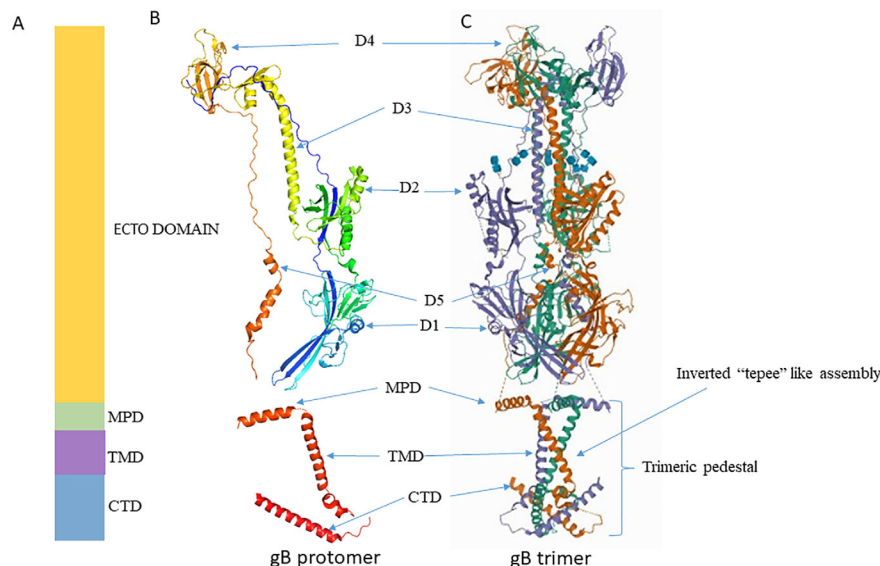 A
B
C
D4
D3
D2
ECTO DOMAIN
D5
D1
Inverted “tepee” like assembly
MPD
MPD
TMD
TMD
Trimeric pedestal
CTD
CTD
gB protomer
gB trimer